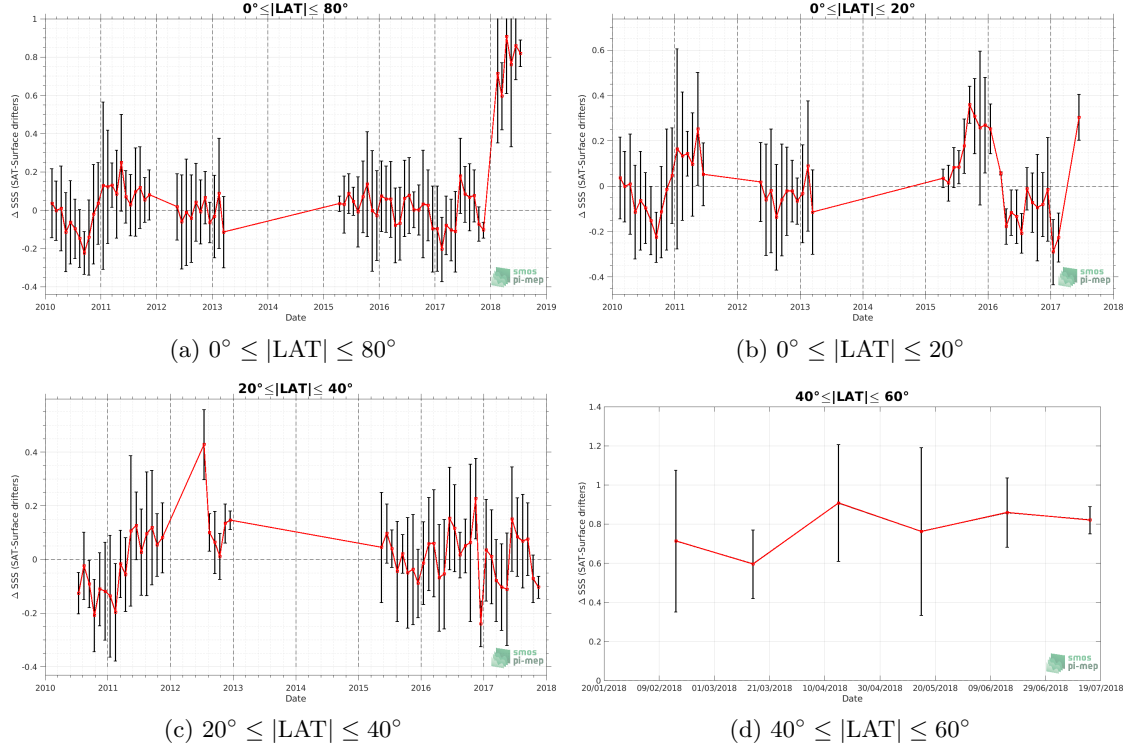 0°≤|LAT|≤ 80°
Δ SSS (SAT-Surface drifters)
1
0.8
0.6
0.4
0.2
0
-0.2
-0.4
2010 2011 2012 2013 2014 2015 2016 2017 2018 2019
Date
smos
pi-mep
(a) 0° ≤ |LAT| ≤ 80°
0°≤|LAT|≤ 20°
Δ SSS (SAT-Surface drifters)
0.6
0.4
0.2
0
-0.2
-0.4
2010 2011 2012 2013 2014 2015 2016 2017 2018
Date
smos
pi-mep
(b) 0° ≤ |LAT| ≤ 20°
20°≤|LAT|≤ 40°
Δ SSS (SAT-Surface drifters)
0.4
0.2
0
-0.2
-0.4
2010 2011 2012 2013 2014 2015 2016 2017 2018
Date
smos
pi-mep
(c) 20° ≤ |LAT| ≤ 40°
40°≤|LAT|≤ 60°
Δ SSS (SAT-Surface drifters)
1.4
1.2
1
0.8
0.6
0.4
0.2
0
20/01/2018 09/02/2018 01/03/2018 21/03/2018 10/04/2018 30/04/2018 20/05/2018 09/06/2018 29/06/2018 19/07/2018
Date
smos
pi-mep
(d) 40° ≤ |LAT| ≤ 60°